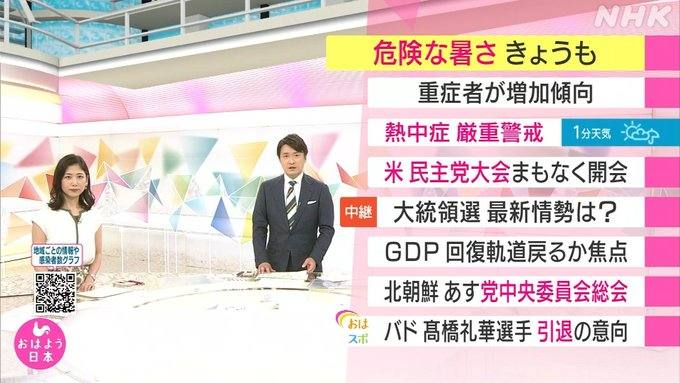 NHK
危険な暑さ きょうも
重症者が増加傾向
熱中症 厳重警戒
1分天気
米 民主党大会まもなく開会
中継
大統領選 最新情勢は?
GDP 回復軌道戻るか焦点
北朝鮮 あす党中央委員会総会
おは
スポ
バド 髙橋礼華選手 引退の意向
地域ごとの情報や
感染者数グラフ
おはよう
日本